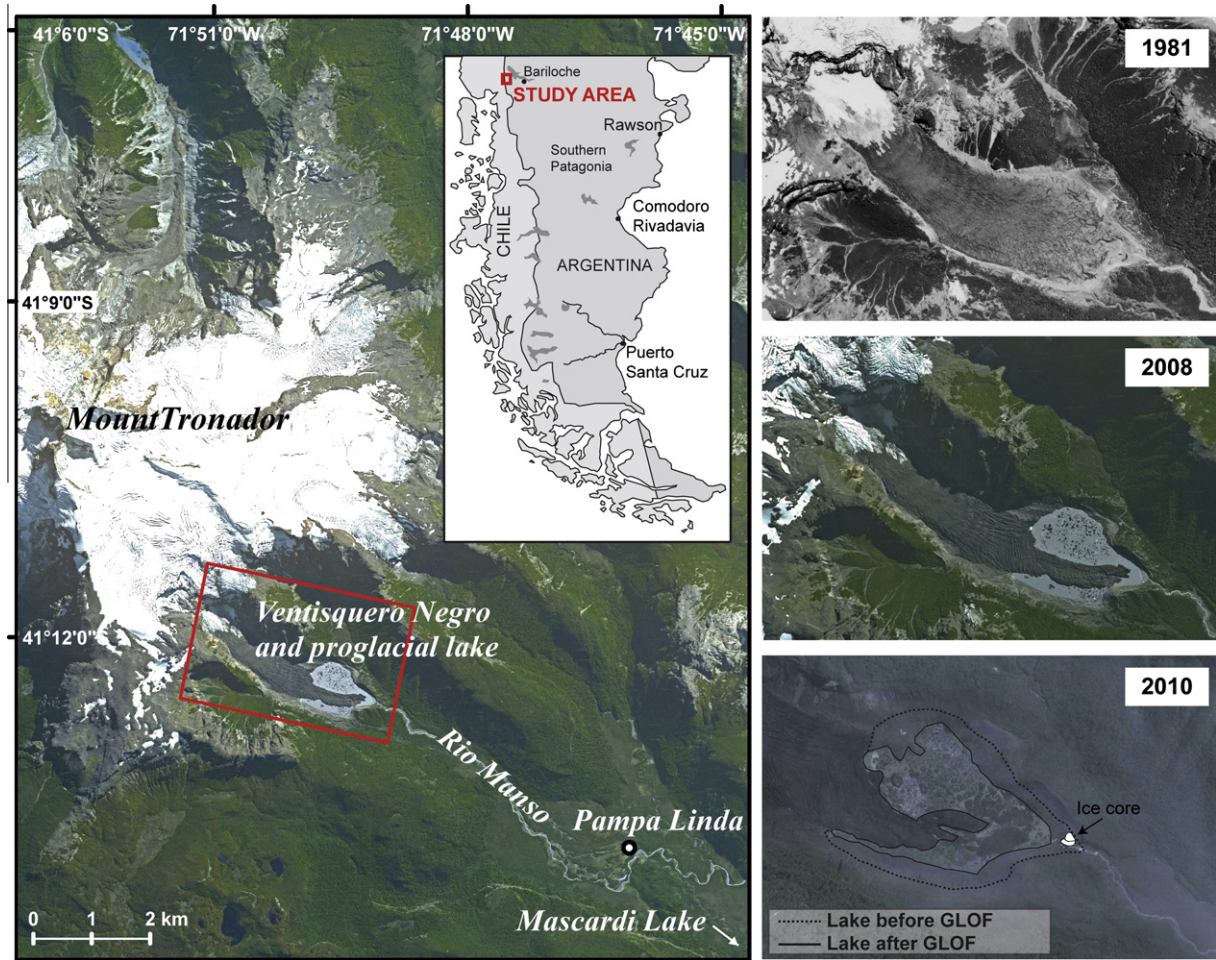 41°6'0"S
71°51'0"W
71°48'0"W
71°45'0"W
Bariloche
STUDY AREA
Rawson
Southern
Patagonia
Comodoro
Rivadavia
CHILE
ARGENTINA
Puerto
Santa Cruz
41°9'0"S
MountTronador
41°12'0"S
Ventisquero Negro
and proglacial lake
Rio Manso
Pampa Linda
Mascardi Lake
0 1 2 km
1981
2008
2010
Ice core
Lake before GLOF
Lake after GLOF